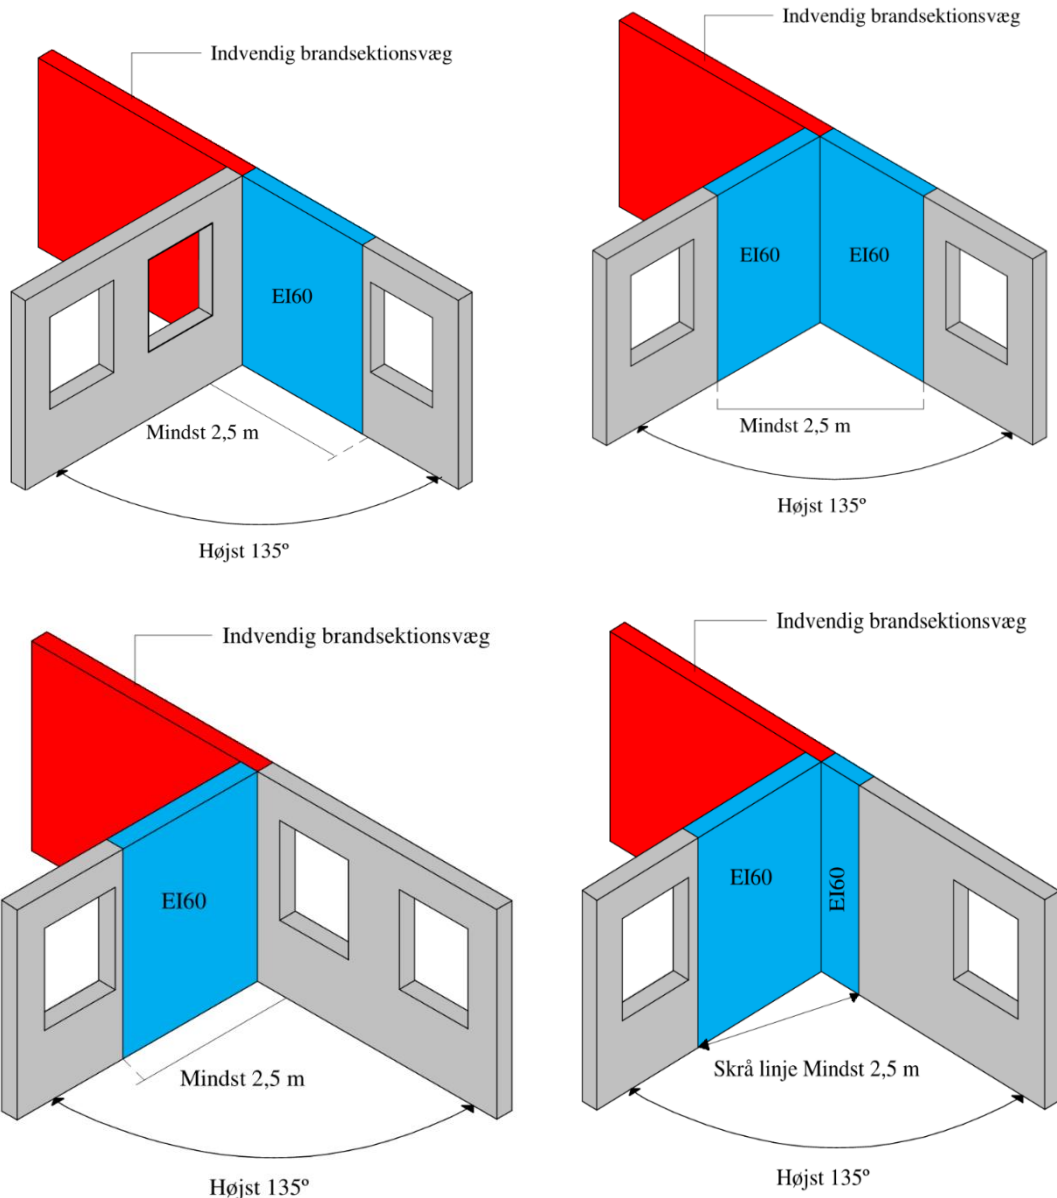 Indvendig brandsektionsvæg
EI60
Mindst 2,5 m
Højst 135º
Indvendig brandsektionsvæg
EI60
EI60
Mindst 2,5 m
Højst 135º
Indvendig brandsektionsvæg
EI60
Mindst 2,5 m
Højst 135º
Indvendig brandsektionsvæg
EI60
EI60
Skrå linje Mindst 2,5 m
Højst 135º